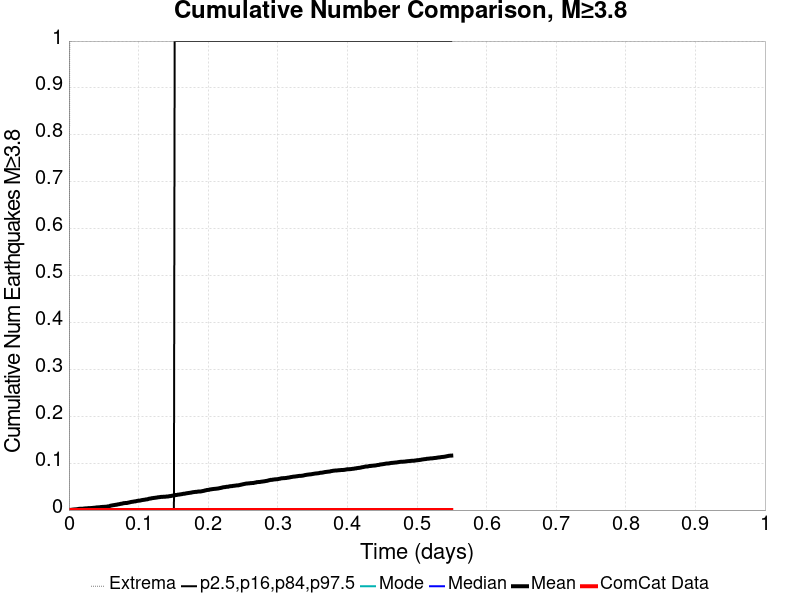 Cumulative Number Comparison, M≥3.8
Cumulative Num Earthquakes M≥3.8
1
0.9
0.8
0.7
0.6
0.5
0.4
0.3
0.2
0.1
0
0 0.1 0.2 0.3 0.4 0.5 0.6 0.7 0.8 0.9 1
Time (days)
Extrema p2.5,p16,p84,p97.5 Mode Median Mean ComCat Data